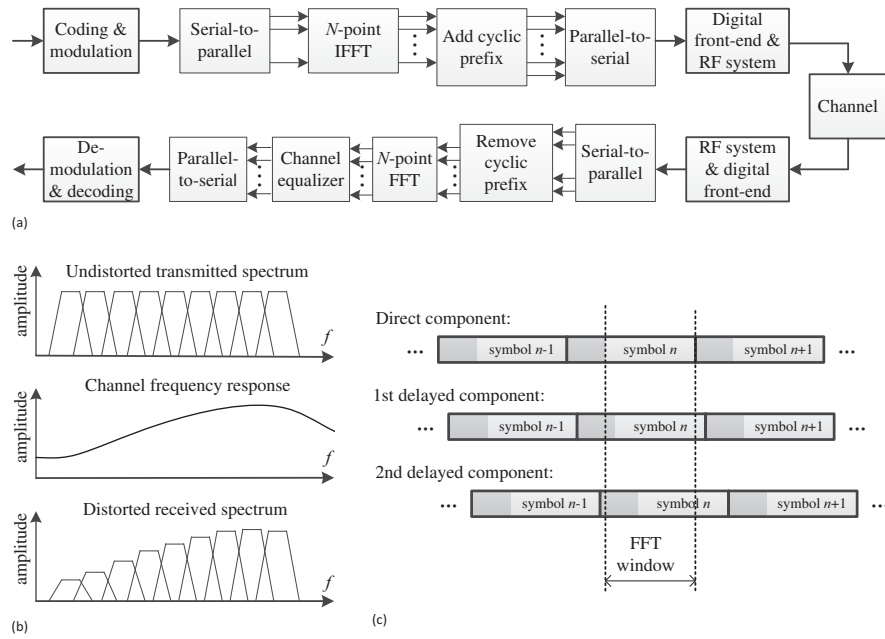 Coding &
modulation
Serial-to-
parallel
N-point
IFFT
Add cyclic
prefix
Parallel-to-
serial
Digital
front-end &
RF system
Channel
De-
modulation
& decoding
Parallel-
to-serial
Channel
equalizer
N-point
FFT
Remove
cyclic
prefix
Serial-to-
parallel
RF system
& digital
front-end
(a)
Undistorted transmitted spectrum
amplitude
f
Channel frequency response
amplitude
f
Distorted received spectrum
amplitude
f
(b)
Direct component:
... symbol n-1 symbol n symbol n+1 ...
1st delayed component:
... symbol n-1 symbol n symbol n+1 ...
2nd delayed component:
... symbol n-1 symbol n symbol n+1 ...
FFT
window
(c)